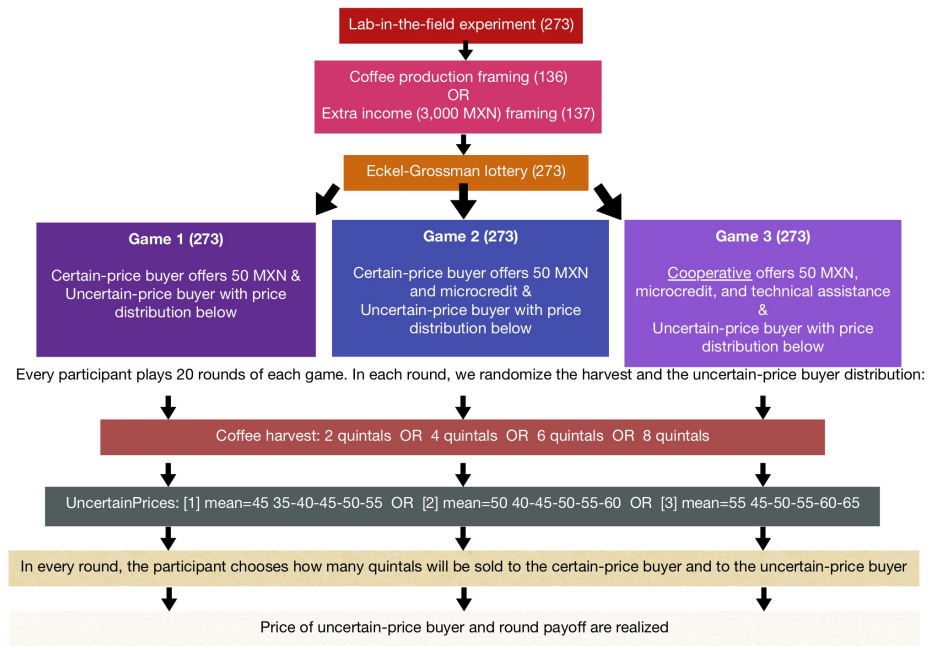 Lab-in-the-field experiment (273)
Coffee production framing (136)
OR
Extra income (3,000 MXN) framing (137)
Eckel-Grossman lottery (273)
Game 1 (273)
Certain-price buyer offers 50 MXN &
Uncertain-price buyer with price
distribution below
Game 2 (273)
Certain-price buyer offers 50 MXN
and microcredit &
Uncertain-price buyer with price
distribution below
Game 3 (273)
Cooperative offers 50 MXN,
microcredit, and technical assistance
&
Uncertain-price buyer with price
distribution below
Every participant plays 20 rounds of each game. In each round, we randomize the harvest and the uncertain-price buyer distribution:
Coffee harvest: 2 quintals OR 4 quintals OR 6 quintals OR 8 quintals
UncertainPrices: [1] mean=45 35-40-45-50-55 OR [2] mean=50 40-45-50-55-60 OR [3] mean=55 45-50-55-60-65
In every round, the participant chooses how many quintals will be sold to the certain-price buyer and to the uncertain-price buyer
Price of uncertain-price buyer and round payoff are realized